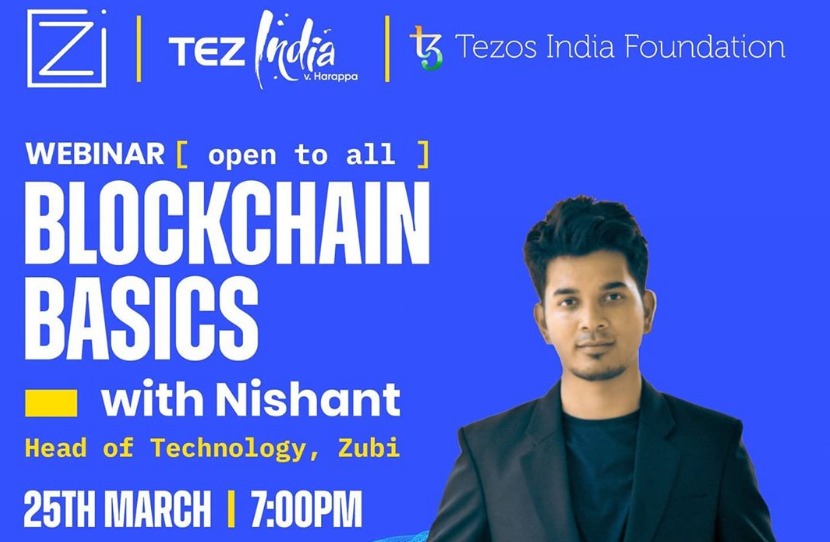 Zi
TEZ India
v. Harappa
Tezos India Foundation
WEBINAR [ open to all ]
BLOCKCHAIN
BASICS
with Nishant
Head of Technology, Zubi
25TH MARCH | 7:00PM